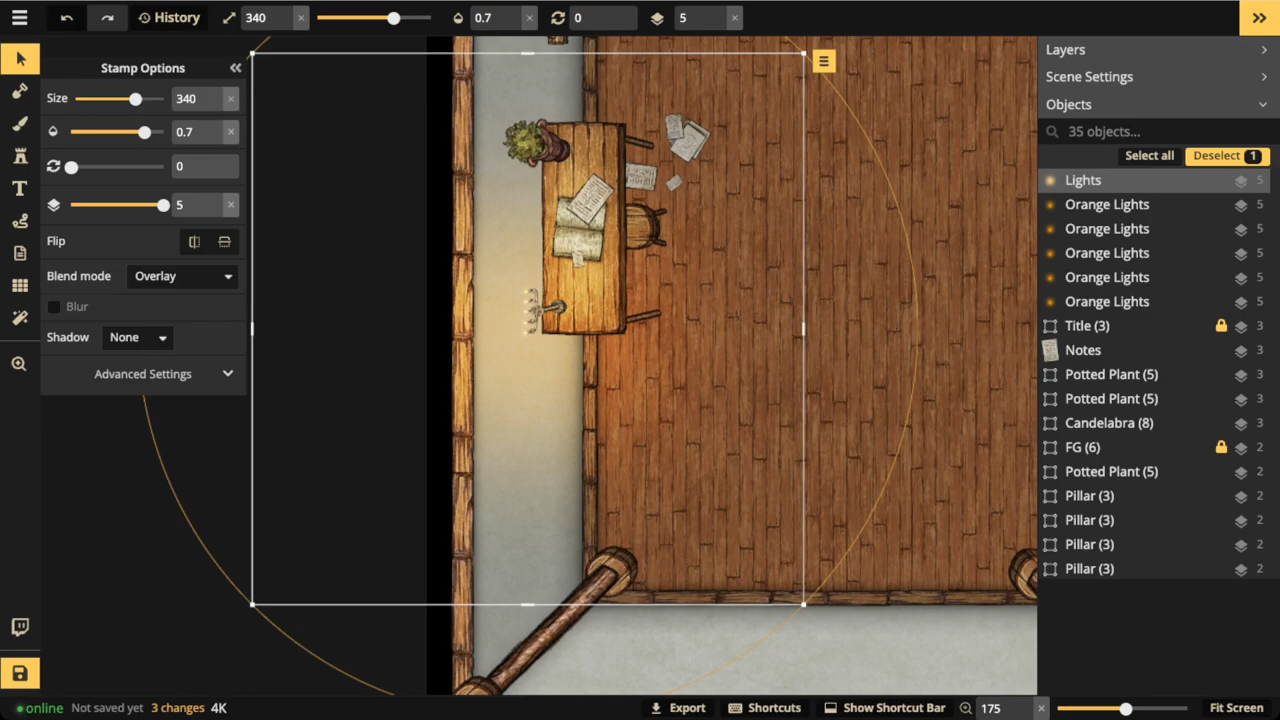 History 340 × 0.7 × 0 5 ×
Stamp Options
Size 340 ×
0.7 ×
0
5 ×
Flip
Blend mode Overlay
Blur
Shadow None
Advanced Settings
Layers
Scene Settings
Objects
35 objects...
Select all Deselect 1
Lights 5
Orange Lights 5
Orange Lights 5
Orange Lights 5
Orange Lights 5
Orange Lights 5
Title (3) 3
Notes 3
Potted Plant (5) 3
Potted Plant (5) 3
Candelabra (8) 3
FG (6) 2
Potted Plant (5) 2
Pillar (3) 2
Pillar (3) 2
Pillar (3) 2
Pillar (3) 2
online Not saved yet 3 changes 4K Export Shortcuts Show Shortcut Bar 175 × Fit Screen